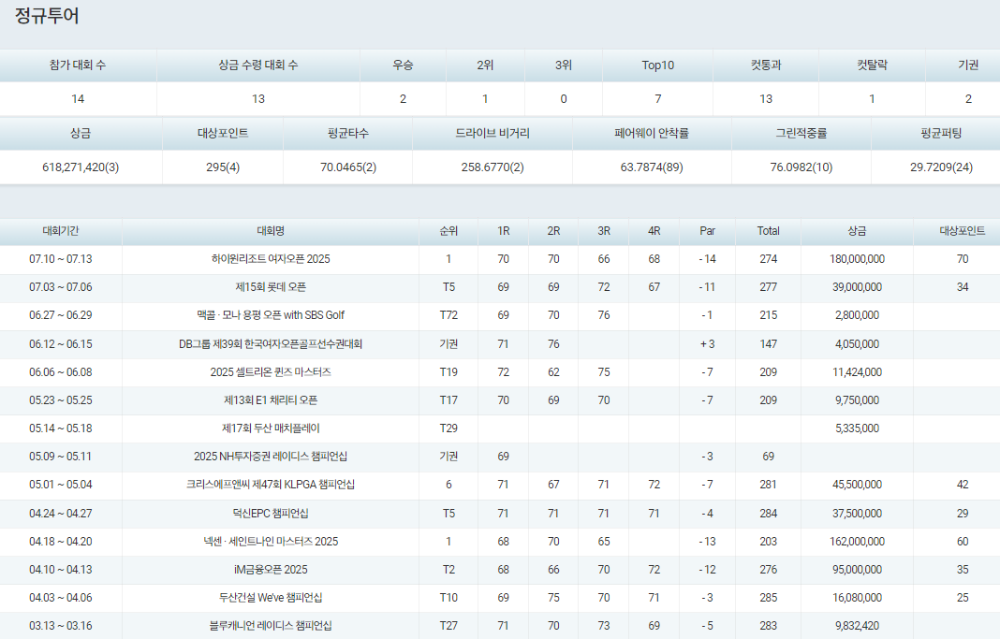 정규투어
참가 대회 수 상금 수령 대회 수 우승 2위 3위 Top10 컷통과 컷탈락 기권
14 13 2 1 0 7 13 1 2
상금 대상포인트 평균타수 드라이브 비거리 페어웨이 안착률 그린적중률 평균퍼팅
618,271,420(3) 295(4) 70.0465(2) 258.6770(2) 63.7874(89) 76.0982(10) 29.7209(24)
대회기간 대회명 순위 1R 2R 3R 4R Par Total 상금 대상포인트
07.10 ~ 07.13 하이원리조트 여자오픈 2025 1 70 70 66 68 - 14 274 180,000,000 70
07.03 ~ 07.06 제15회 롯데 오픈 T5 69 69 72 67 - 11 277 39,000,000 34
06.27 ~ 06.29 맥콜 · 모나 용평 오픈 with SBS Golf T72 69 70 76 - 1 215 2,800,000
06.12 ~ 06.15 DB그룹 제39회 한국여자오픈골프선수권대회 기권 71 76 + 3 147 4,050,000
06.06 ~ 06.08 2025 셀트리온 퀸즈 마스터즈 T19 72 62 75 - 7 209 11,424,000
05.23 ~ 05.25 제13회 E1 채리티 오픈 T17 70 69 70 - 7 209 9,750,000
05.14 ~ 05.18 제17회 두산 매치플레이 T29 5,335,000
05.09 ~ 05.11 2025 NH투자증권 레이디스 챔피언십 기권 69 - 3 69
05.01 ~ 05.04 크리스에프앤씨 제47회 KLPGA 챔피언십 6 71 67 71 72 - 7 281 45,500,000 42
04.24 ~ 04.27 덕신EPC 챔피언십 T5 71 71 71 71 - 4 284 37,500,000 29
04.18 ~ 04.20 넥센 · 세인트나인 마스터즈 2025 1 68 70 65 - 13 203 162,000,000 60
04.10 ~ 04.13 iM금융오픈 2025 T2 68 66 70 72 - 12 276 95,000,000 35
04.03 ~ 04.06 두산건설 We've 챔피언십 T10 69 75 70 71 - 3 285 16,080,000 25
03.13 ~ 03.16 블루캐니언 레이디스 챔피언십 T27 71 70 73 69 - 5 283 9,832,420